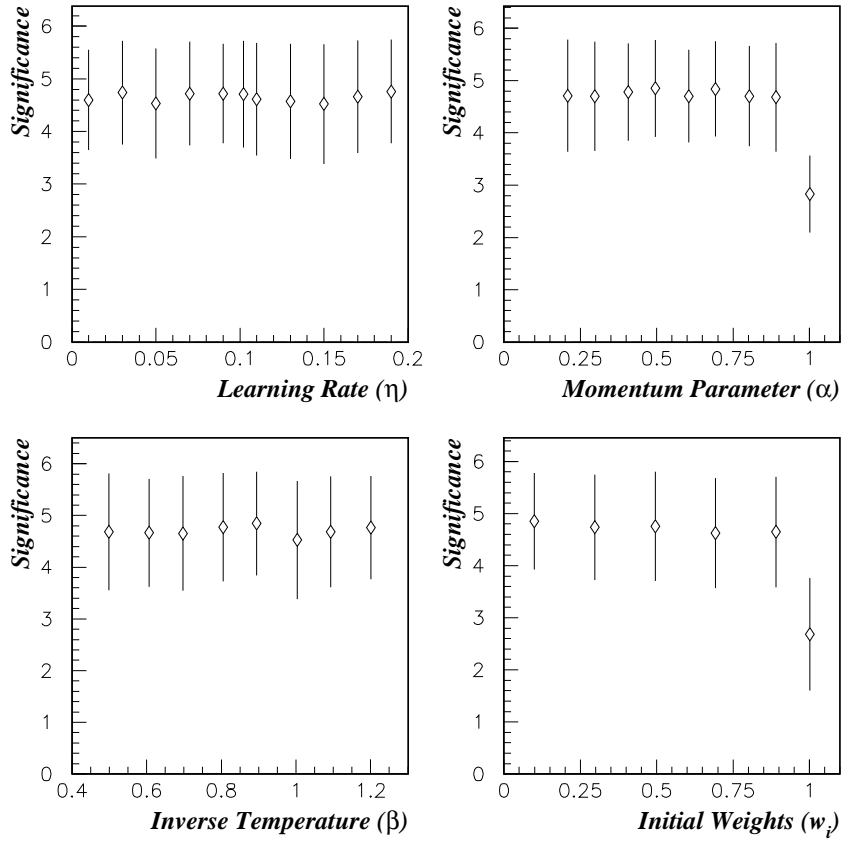 Significance
6
5
4
3
2
1
0
0 0.05 0.1 0.15 0.2
Learning Rate (η)
Significance
6
5
4
3
2
1
0
0 0.25 0.5 0.75 1
Momentum Parameter (α)
Significance
6
5
4
3
2
1
0
0.4 0.6 0.8 1 1.2
Inverse Temperature (β)
Significance
6
5
4
3
2
1
0
0 0.25 0.5 0.75 1
Initial Weights (w_i)